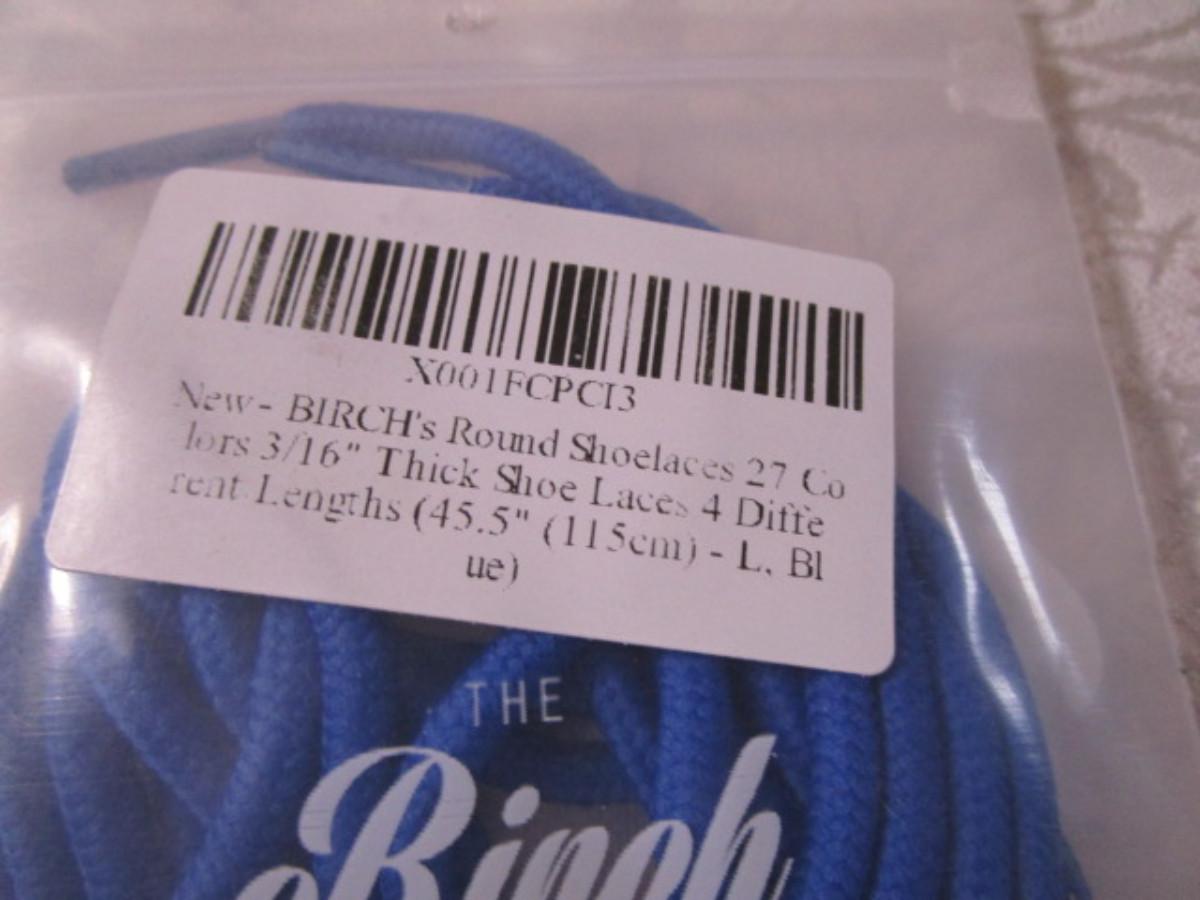 X001FCPCI3
New - BIRCH's Round Shoelaces 27 Co
lors 3/16" Thick Shoe Laces 4 Diffe
rent Lengths (45.5" (115cm) - L, Bl
ue)
THE
Birch